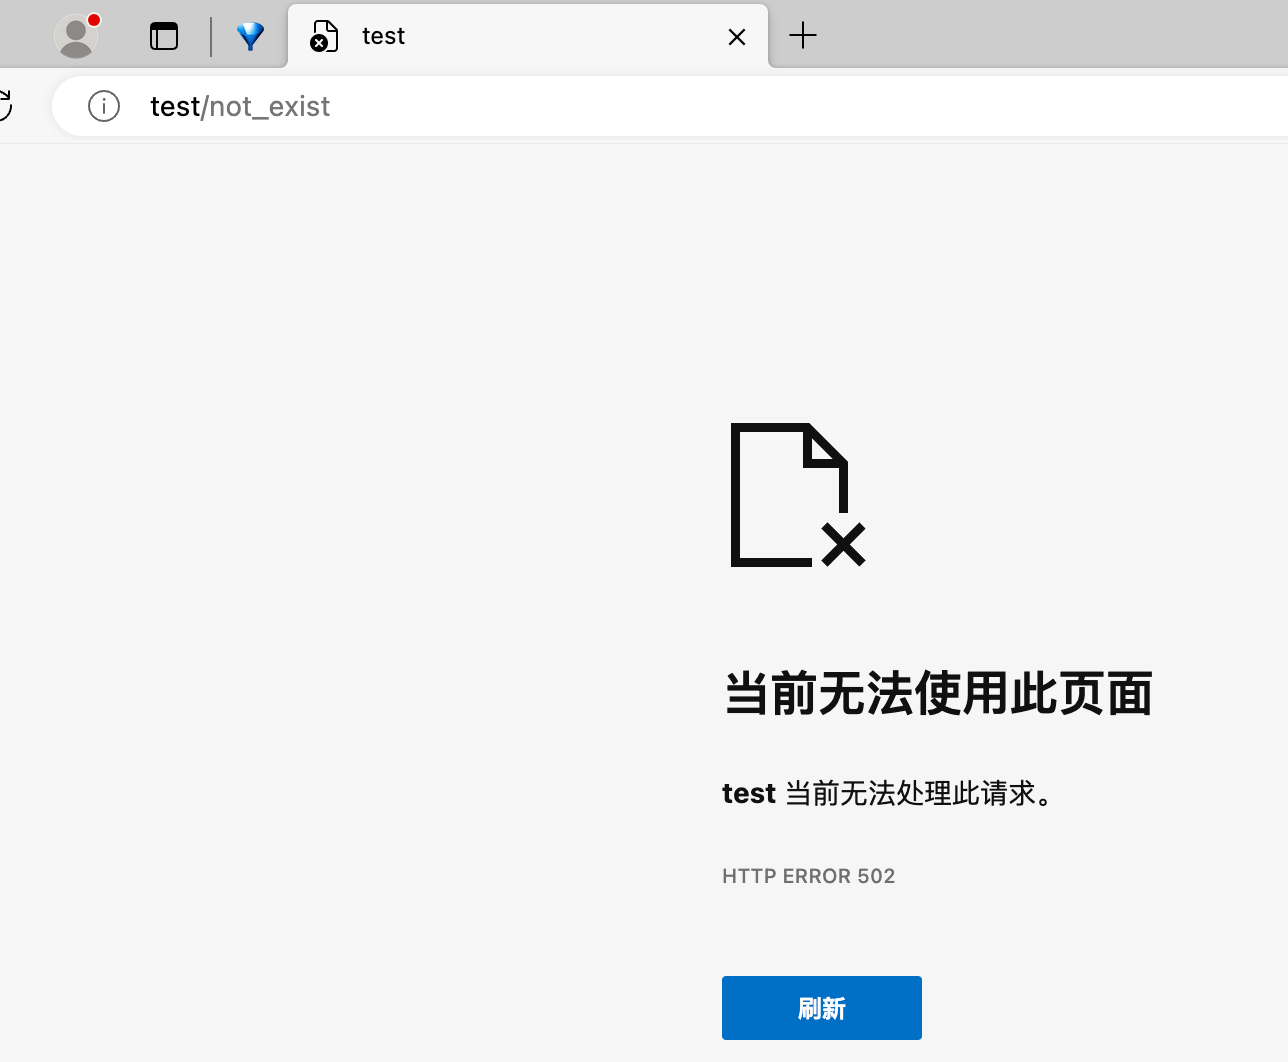 test
test/not_exist
当前无法使用此页面
test 当前无法处理此请求。
HTTP ERROR 502
刷新